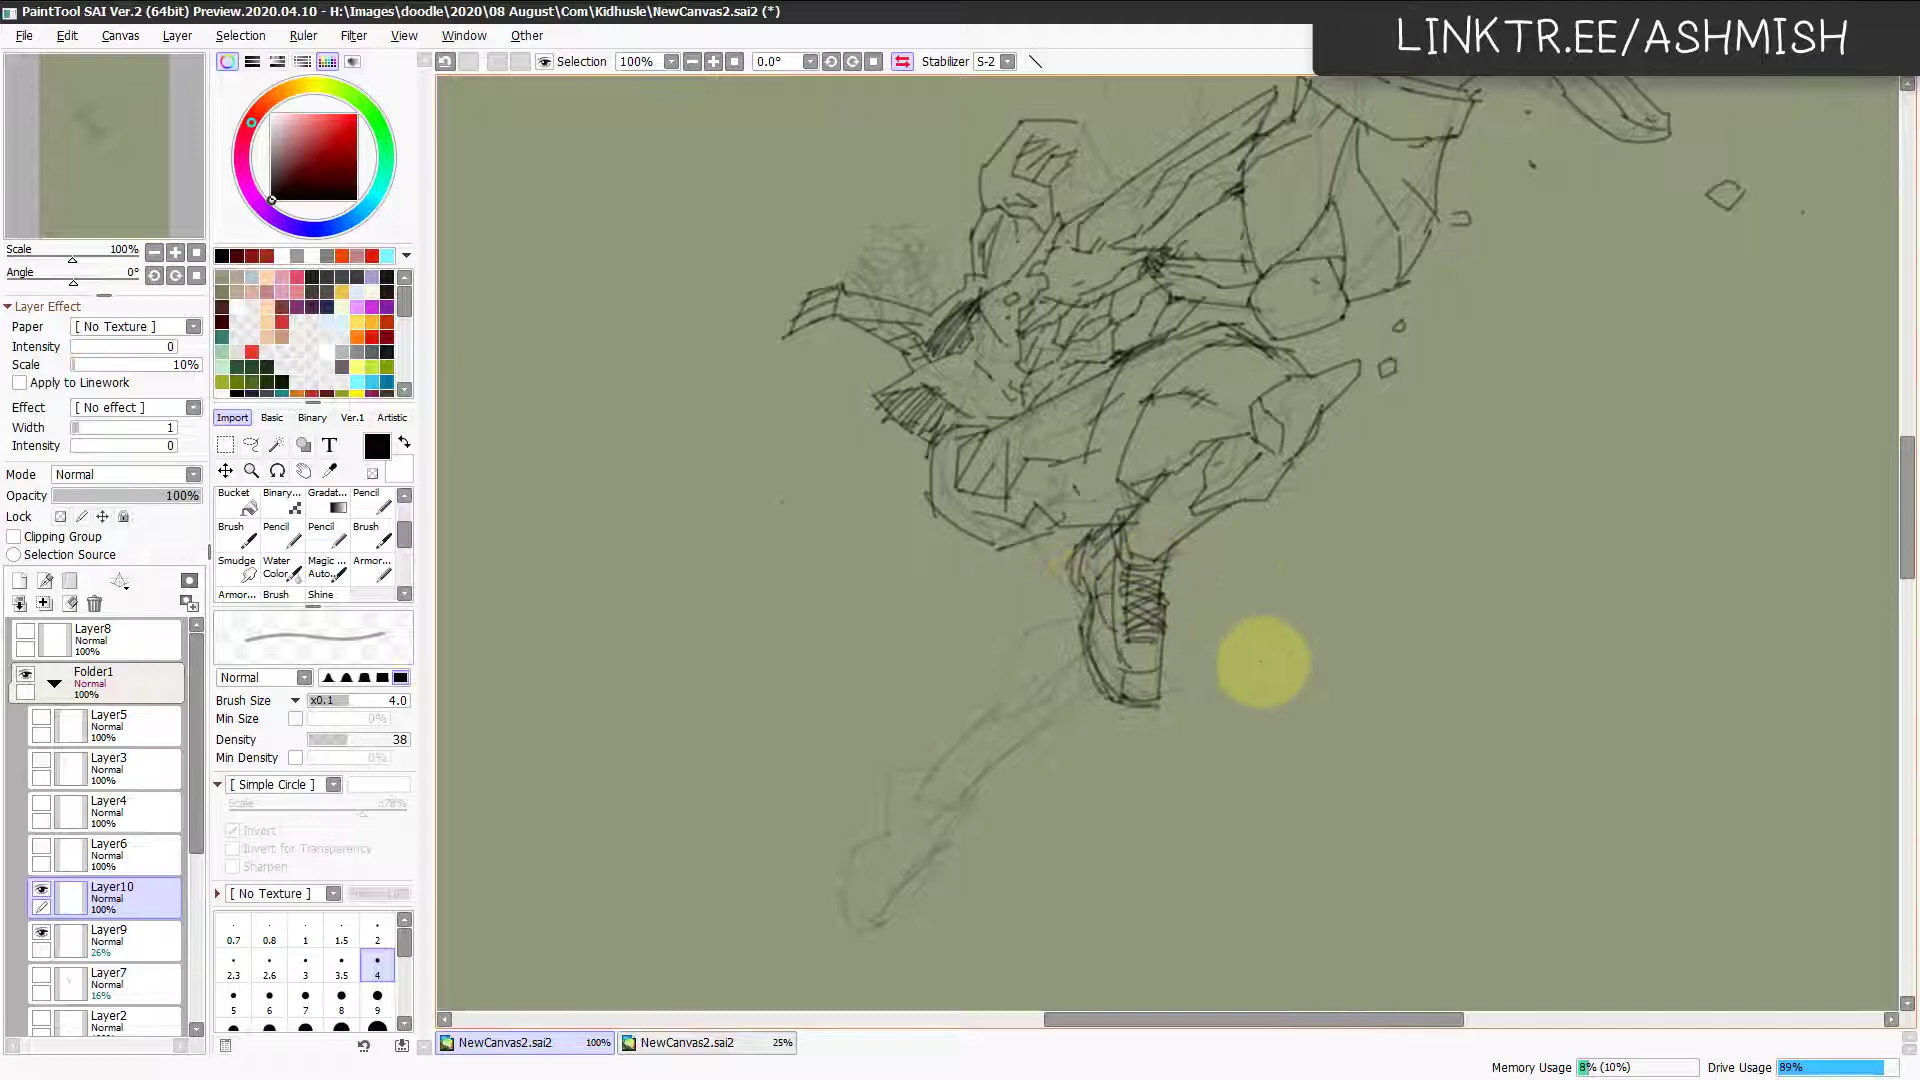 PaintTool SAI Ver.2 (64bit) Preview.2020.04.10 - H:\Images\doodle\2020\08 August\Com\Kidhusle\NewCanvas2.sai2 (*)
LINKTR.EE/ASHMISH
File Edit Canvas Layer Selection Ruler Filter View Window Other
Selection 100% 0.0° Stabilizer S-2
Scale 100%
Angle 0°
Layer Effect
Paper [ No Texture ]
Intensity 0
Scale 10%
Apply to Linework
Effect [ No effect ]
Width 1
Intensity 0
Mode Normal
Opacity 100%
Lock
Clipping Group
Selection Source
Layer8
Normal
100%
Folder1
Normal
100%
Layer5
Normal
100%
Layer3
Normal
100%
Layer4
Normal
100%
Layer6
Normal
100%
Layer10
Normal
100%
Layer9
Normal
26%
Layer7
Normal
16%
Layer2
Normal
Import Basic Binary Ver.1 Artistic
T
Bucket Binary... Gradat... Pencil
Brush Pencil Pencil Brush
Smudge Water Color... Magic Auto... Armor...
Armor... Brush Shine
Normal
Brush Size x0.1 4.0
Min Size 0%
Density 38
Min Density 0%
[ Simple Circle ]
Scale 378%
Invert
Invert for Transparency
Sharpen
[ No Texture ]
0.7 0.8 1 1.5 2
2.3 2.6 3 3.5 4
5 6 7 8 9
NewCanvas2.sai2 100% NewCanvas2.sai2 25%
Memory Usage 8% (10%) Drive Usage 89%